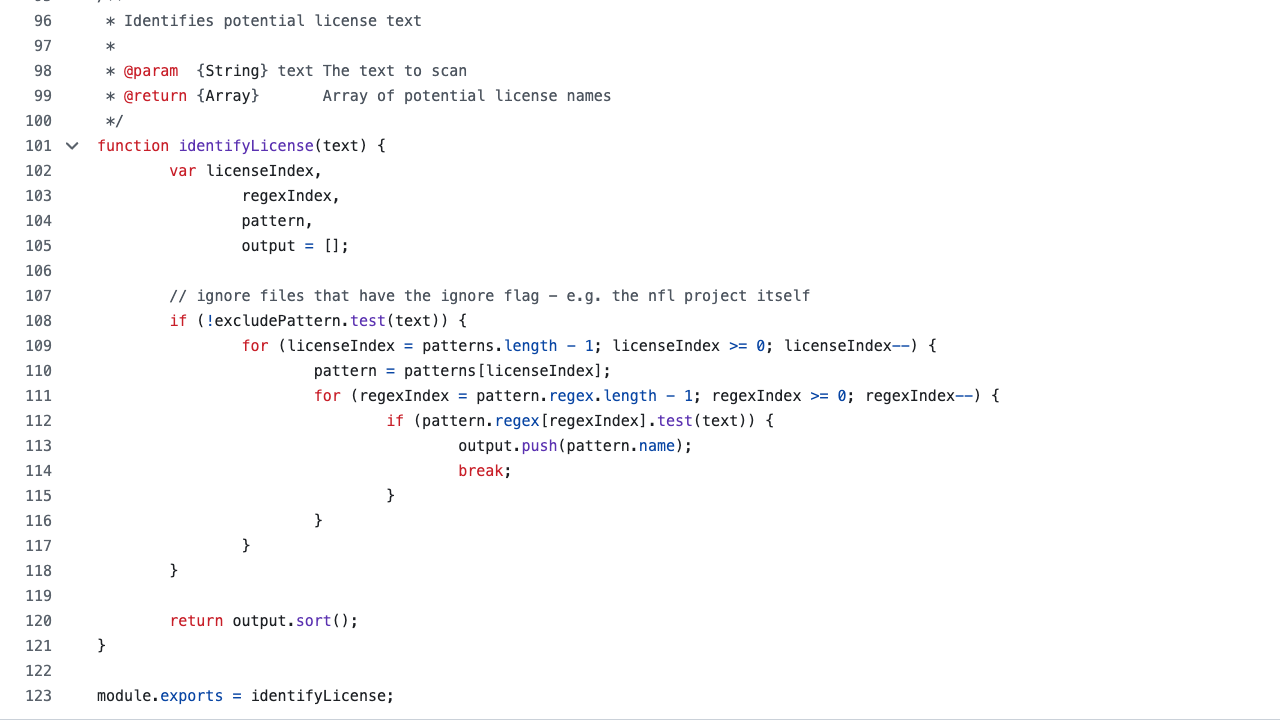 96 * Identifies potential license text
97 *
98 * @param  {String} text The text to scan
99 * @return {Array}       Array of potential license names
100 */
101 function identifyLicense(text) {
102         var licenseIndex,
103                 regexIndex,
104                 pattern,
105                 output = [];
106
107         // ignore files that have the ignore flag - e.g. the nfl project itself
108         if (!excludePattern.test(text)) {
109                 for (licenseIndex = patterns.length - 1; licenseIndex >= 0; licenseIndex--) {
110                         pattern = patterns[licenseIndex];
111                         for (regexIndex = pattern.regex.length - 1; regexIndex >= 0; regexIndex--) {
112                                 if (pattern.regex[regexIndex].test(text)) {
113                                         output.push(pattern.name);
114                                         break;
115                                 }
116                         }
117                 }
118         }
119
120         return output.sort();
121 }
122
123 module.exports = identifyLicense;